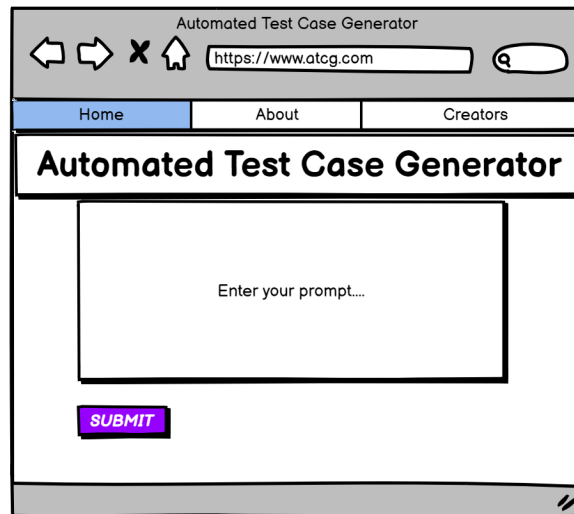 Automated Test Case Generator
https://www.atcg.com
Home About Creators
Automated Test Case Generator
Enter your prompt....
SUBMIT